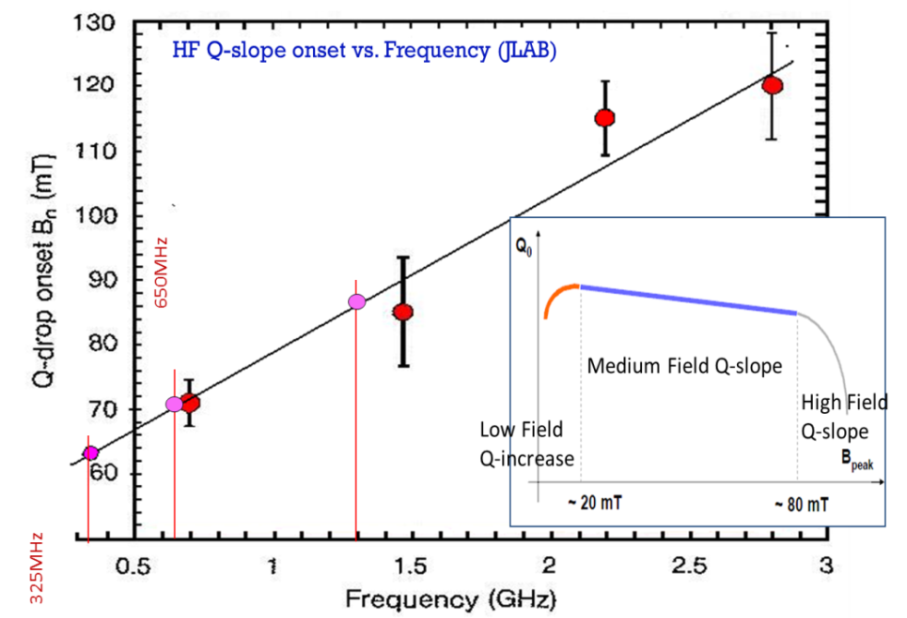 HF Q-slope onset vs. Frequency (JLAB)
Q-drop onset Bn (mT)
130
120
110
100
90
80
70
60
650MHz
325MHz
0.5
1
1.5
2
2.5
3
Frequency (GHz)
Q0
Medium Field Q-slope
Low Field
Q-increase
High Field
Q-slope
Bpeak
~ 20 mT
~ 80 mT